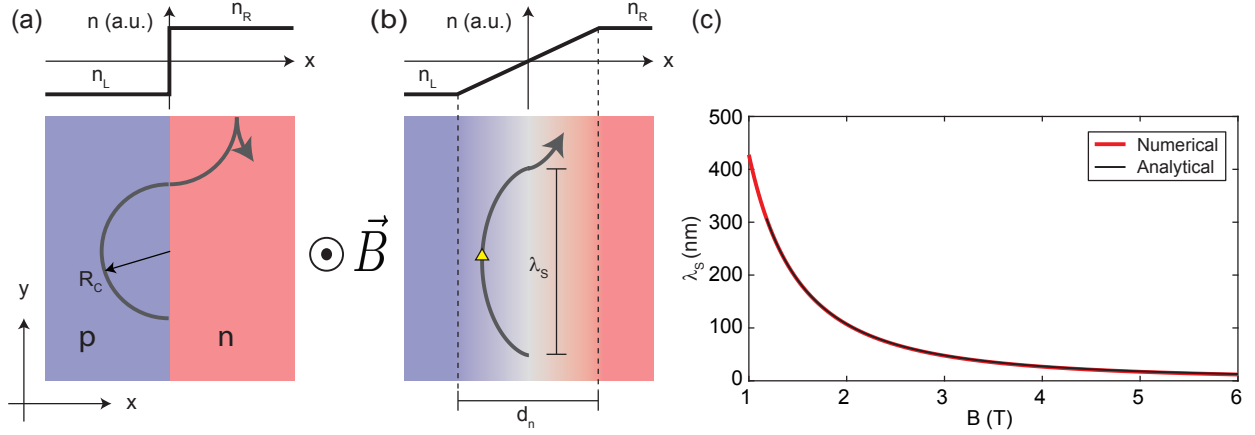 (a)
n (a.u.)
n_R
x
n_L
R_C
p
n
y
x
B
(b)
n (a.u.)
n_R
x
n_L
λ_S
d_n
(c)
500
400
300
200
100
0
λ_S (nm)
Numerical
Analytical
1 2 3 4 5 6
B (T)